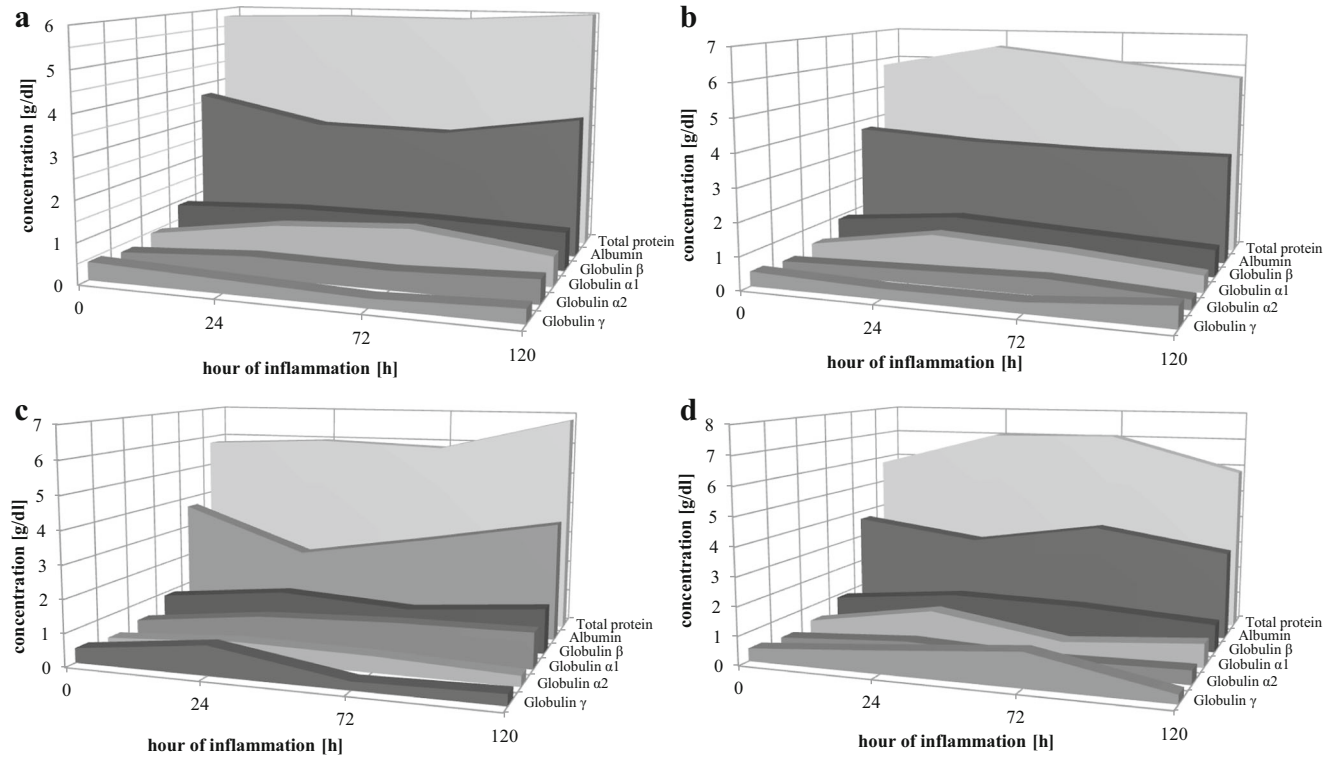 a
concentration [g/dl]
6
5
4
3
2
1
0
0
24
72
120
hour of inflammation [h]
Total protein
Albumin
Globulin β
Globulin α1
Globulin α2
Globulin γ
b
concentration [g/dl]
7
6
5
4
3
2
1
0
0
24
72
120
hour of inflammation [h]
Total protein
Albumin
Globulin β
Globulin α1
Globulin α2
Globulin γ
c
concentration [g/dl]
7
6
5
4
3
2
1
0
0
24
72
120
hour of inflammation [h]
Total protein
Albumin
Globulin β
Globulin α1
Globulin α2
Globulin γ
d
concentration [g/dl]
8
7
6
5
4
3
2
1
0
0
24
72
120
hour of inflammation [h]
Total protein
Albumin
Globulin β
Globulin α1
Globulin α2
Globulin γ